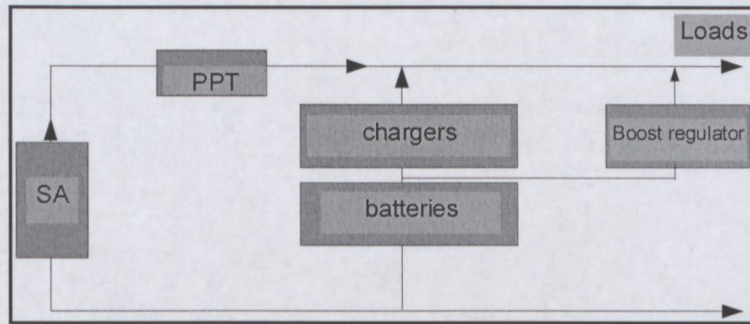 Loads
PPT
chargers
Boost regulator
SA
batteries